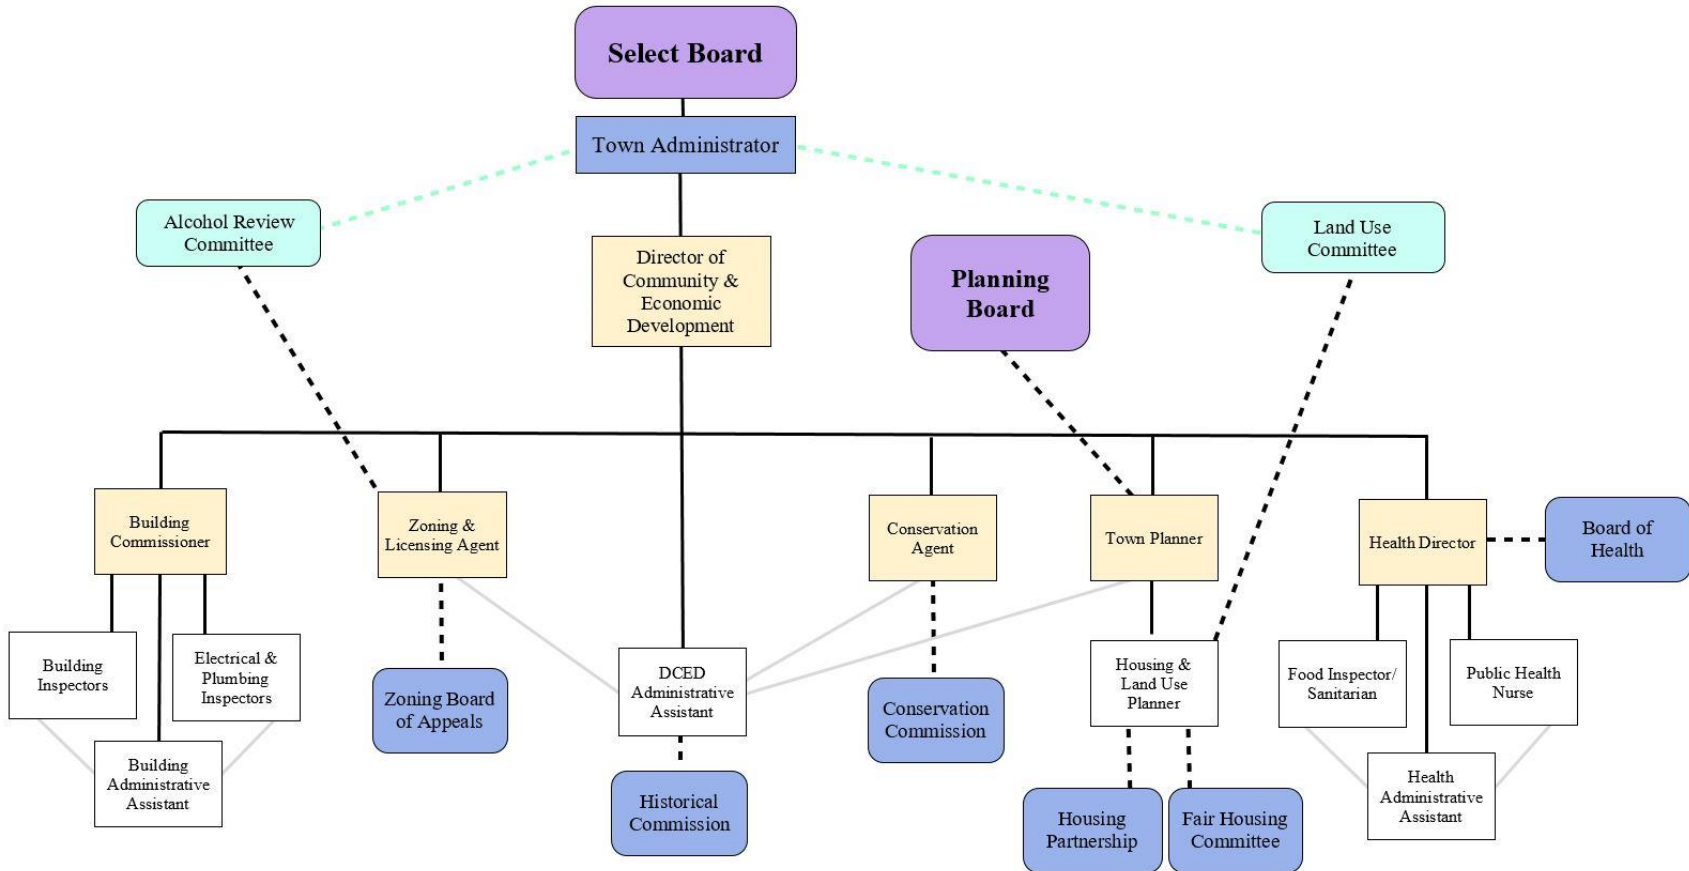 Select Board
Town Administrator
Alcohol Review
Committee
Land Use
Committee
Director of
Community &
Economic
Development
Planning
Board
Building
Commissioner
Zoning &
Licensing Agent
Conservation
Agent
Town Planner
Health Director
Board of
Health
Building
Inspectors
Electrical &
Plumbing
Inspectors
Zoning Board
of Appeals
DCED
Administrative
Assistant
Conservation
Commission
Housing &
Land Use
Planner
Food Inspector/
Sanitarian
Public Health
Nurse
Building
Administrative
Assistant
Historical
Commission
Housing
Partnership
Fair Housing
Committee
Health
Administrative
Assistant